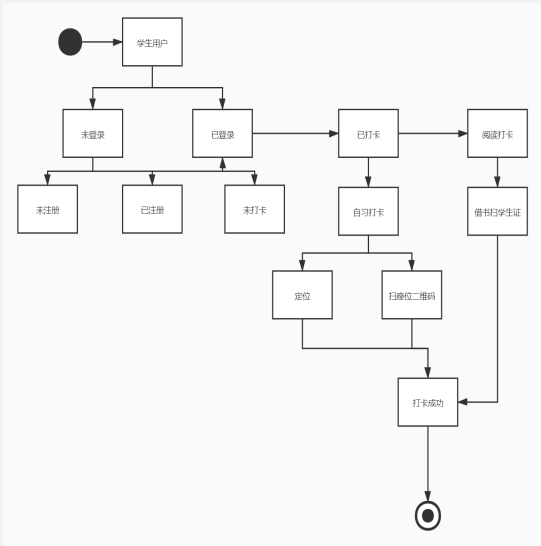 学生用户
未登录
已登录
已打卡
阅读打卡
未注册
已注册
未打卡
自习打卡
借书扫学生证
定位
扫座位二维码
打卡成功